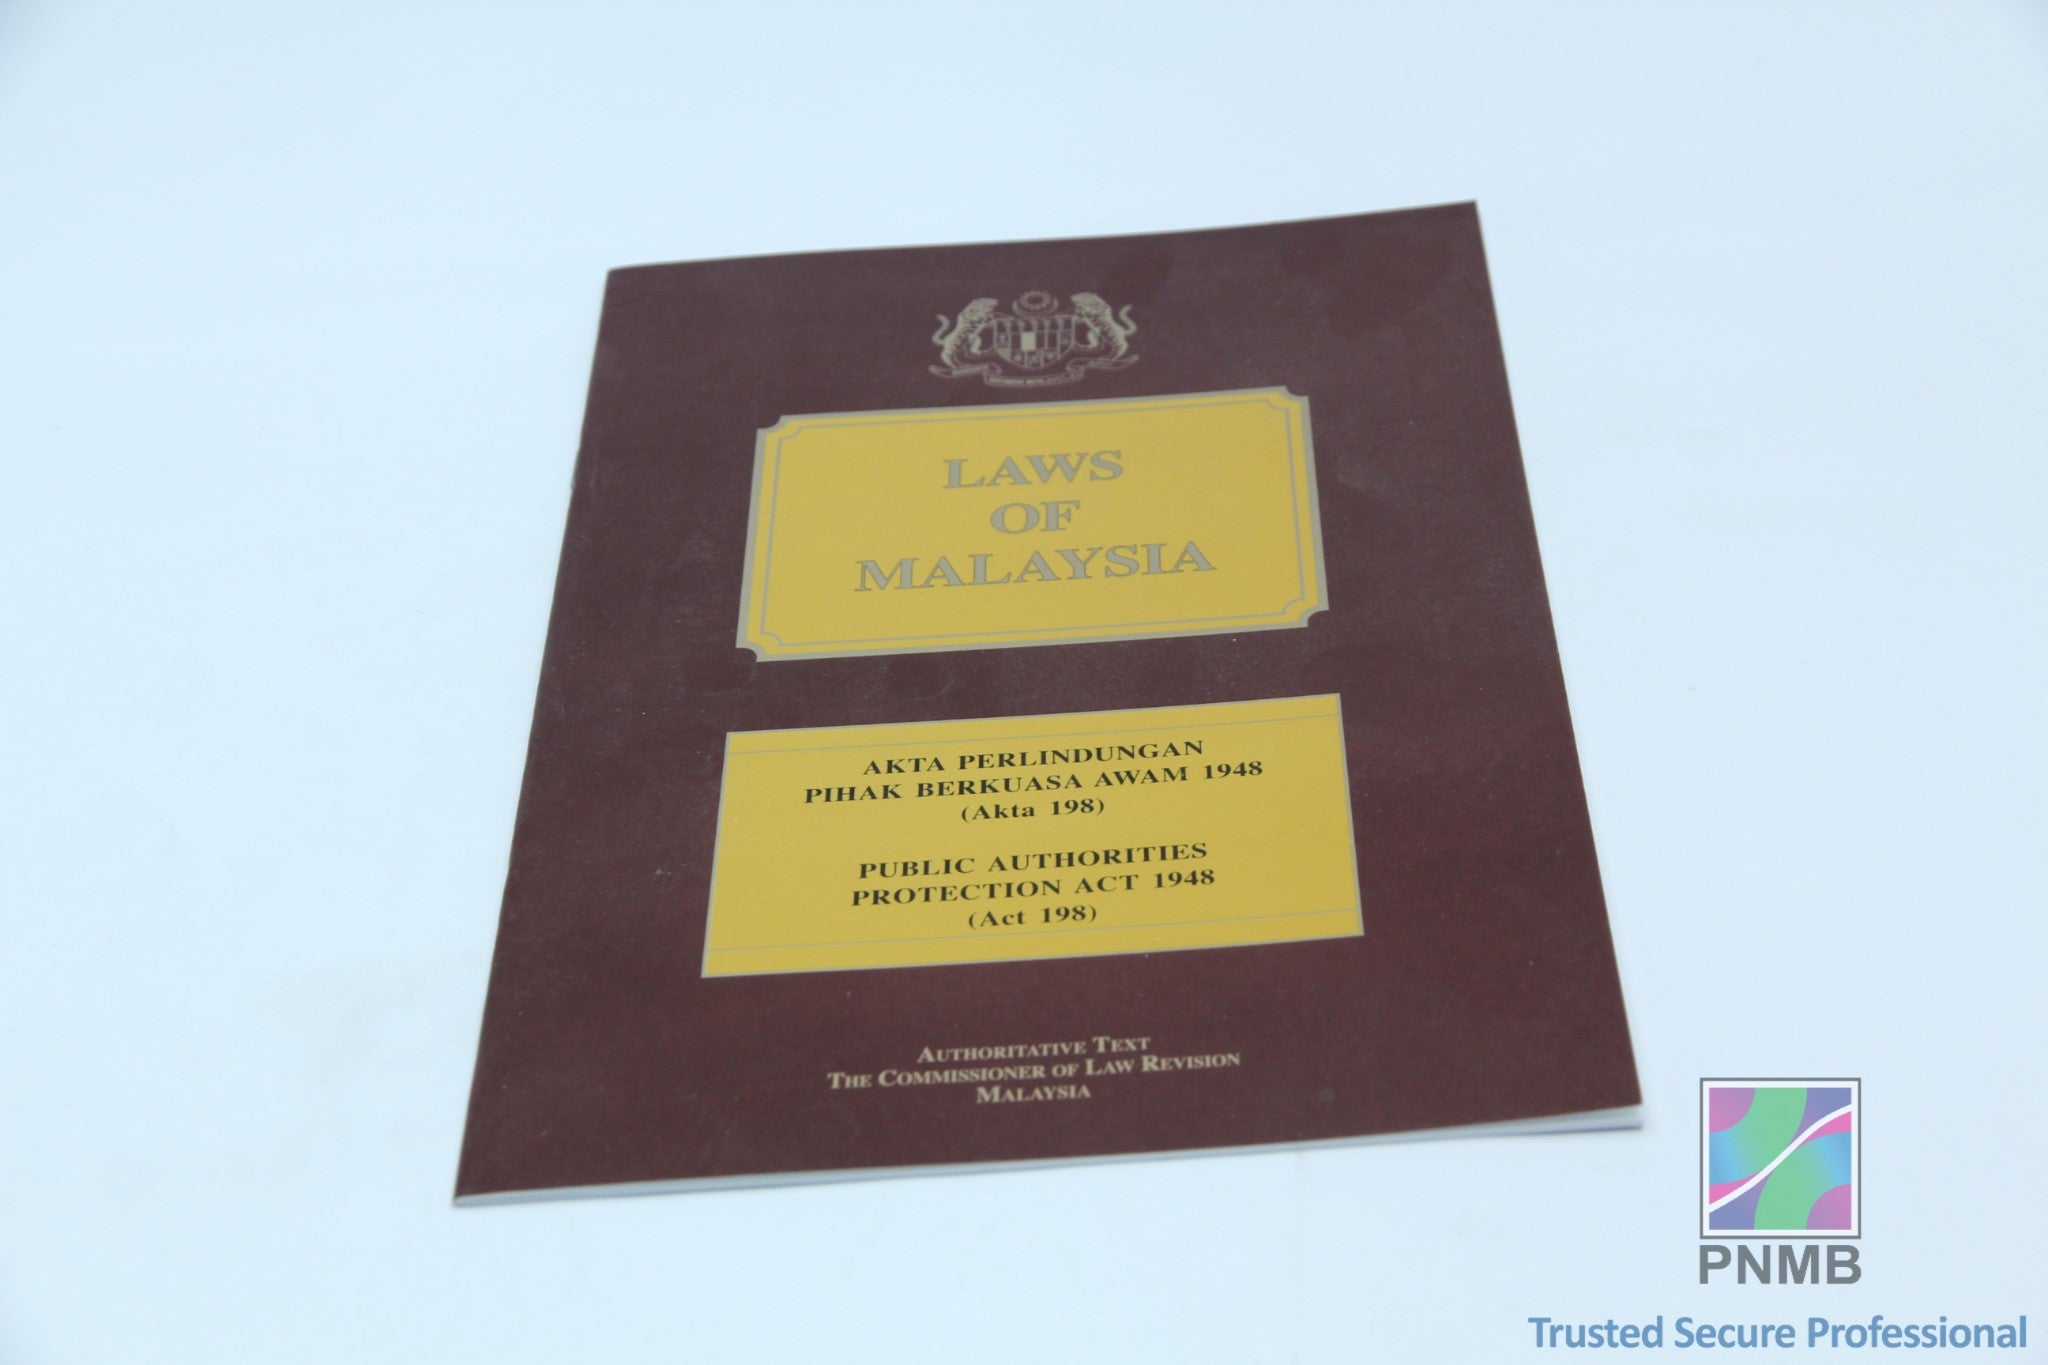 LAWS
OF
MALAYSIA
AKTA PERLINDUNGAN
PIHAK BERKUASA AWAM 1948
(Akta 198)
PUBLIC AUTHORITIES
PROTECTION ACT 1948
(Act 198)
AUTHORITATIVE TEXT
THE COMMISSIONER OF LAW REVISION
MALAYSIA
PNMB
Trusted Secure Professional